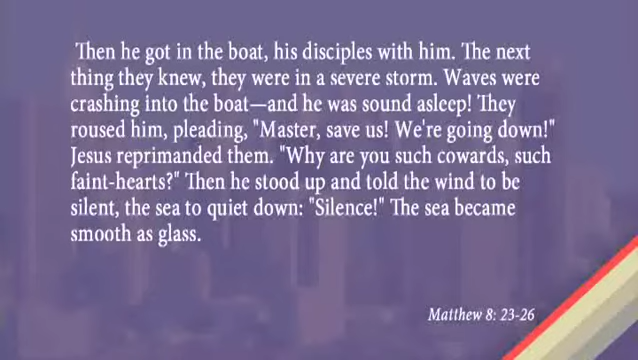 Then he got in the boat, his disciples with him. The next
thing they knew, they were in a severe storm. Waves were
crashing into the boat—and he was sound asleep! They
roused him, pleading, "Master, save us! We're going down!"
Jesus reprimanded them. "Why are you such cowards, such
faint-hearts?" Then he stood up and told the wind to be
silent, the sea to quiet down: "Silence!" The sea became
smooth as glass.
Matthew 8: 23-26